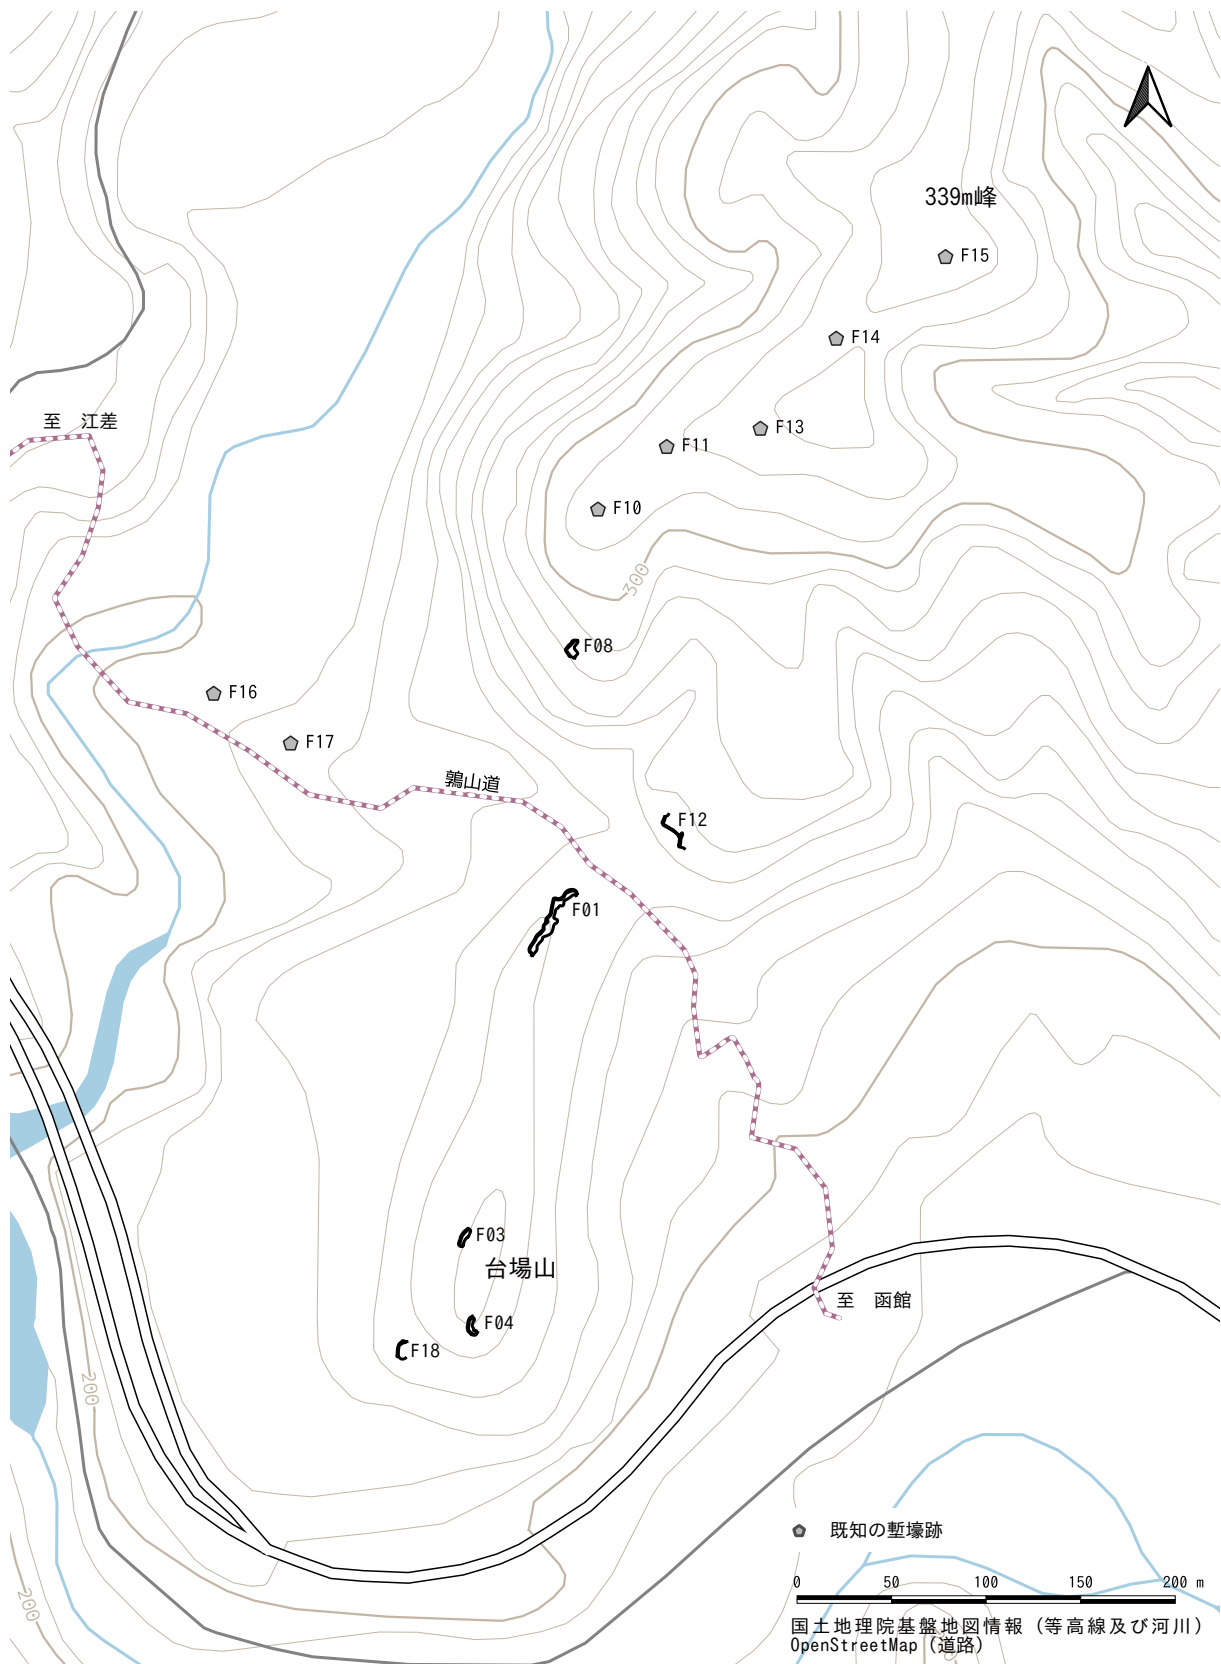 339m峰
F15
F14
至　江差
F13
F11
F10
300
F08
F16
F17
鶉山道
F12
F01
F03
台場山
至　函館
F04
F18
200
既知の塹壕跡
0 50 100 150 200 m
200
国土地理院基盤地図情報（等高線及び河川）
OpenStreetMap（道路）